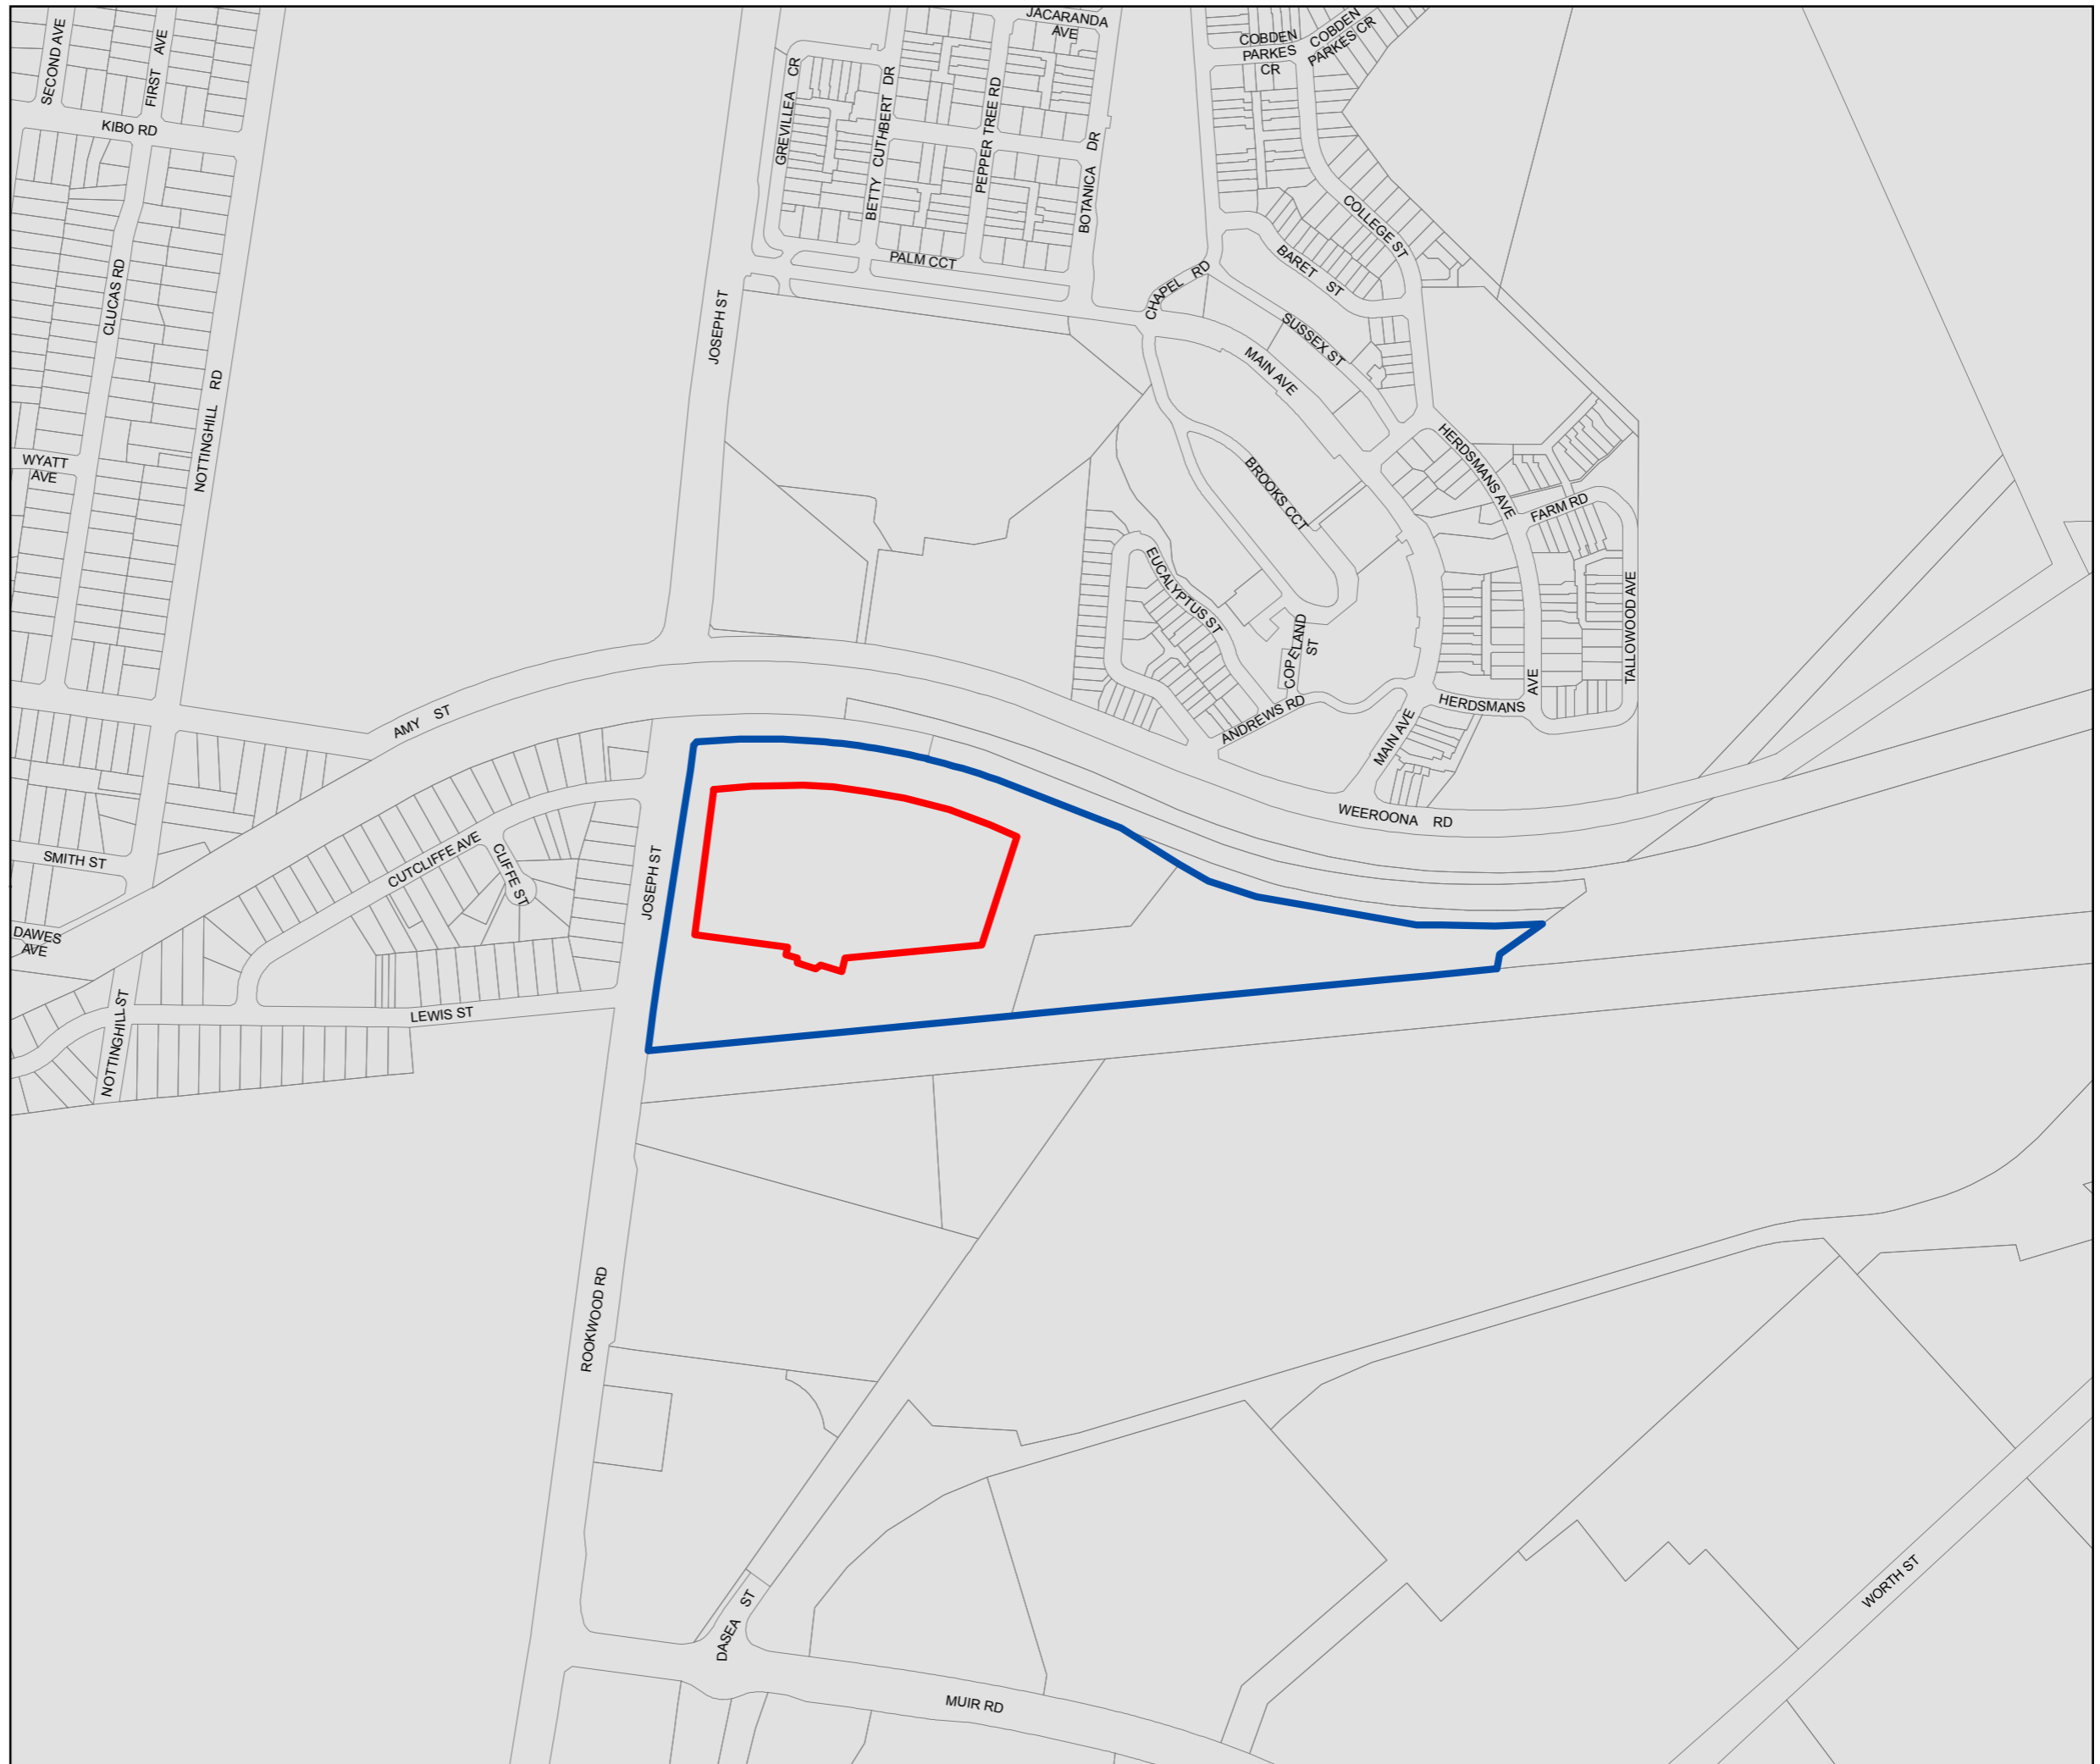 JACARANDA
AVE
COBDEN
PARKES CR
COBDEN
PARKES
CR
SECOND AVE
FIRST AVE
KIBO RD
GREVILLEA CR
BETTY CUTHBERT DR
PEPPER TREE RD
BOTANICA DR
COLLEGE ST
BARET ST
PALM CCT
CHAPEL RD
CLUCAS RD
JOSEPH ST
SUSSEX ST
MAIN AVE
NOTTINGHILL RD
WYATT
AVE
BROOKS CCT
HERDSMANS AVE
FARM RD
EUCALYPTUS ST
COPELAND
ST
TALLOWOOD AVE
AVE
HERDSMANS
ANDREWS RD
MAIN AVE
AMY ST
WEEROONA RD
SMITH ST
CUTCLIFFE AVE
CLIFFE ST
JOSEPH ST
DAWES
AVE
NOTTINGHILL ST
LEWIS ST
ROOKWOOD RD
WORTH ST
DASEA ST
MUIR RD